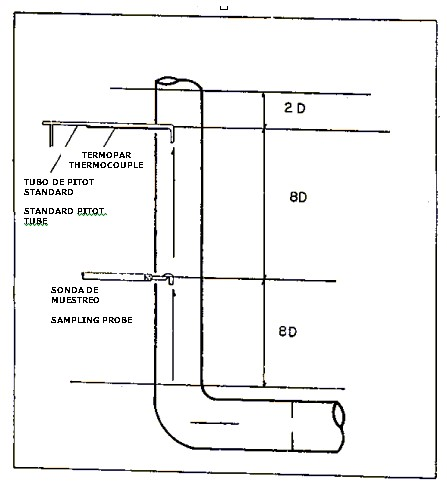 2 D
TERMOPAR
THERMOCOUPLE
TUBO DE PITOT
STANDARD
STANDARD PITOT
TUBE
8D
SONDA DE
MUESTREO
SAMPLING PROBE
8D